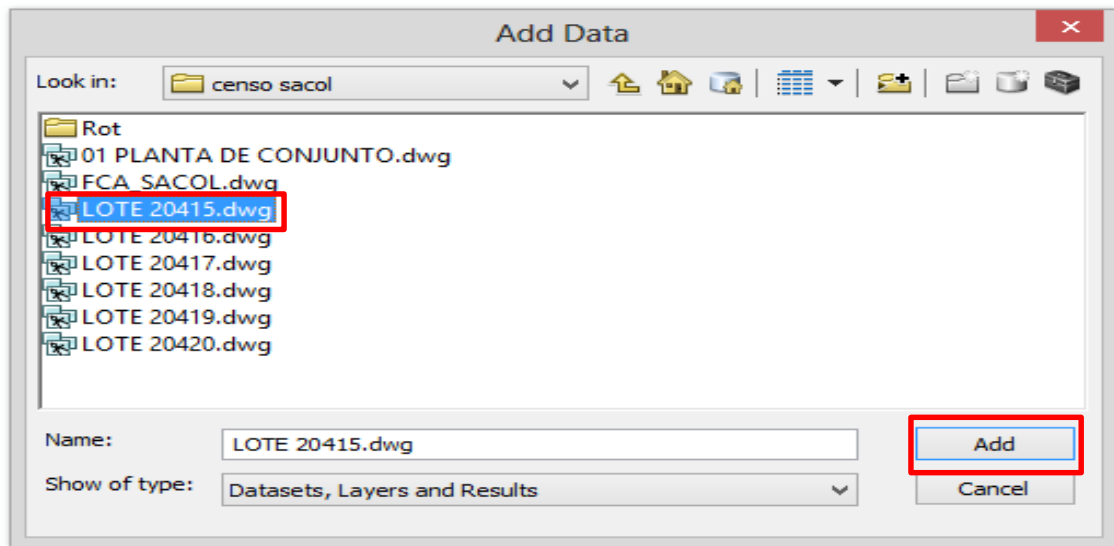 Add Data
Look in: censo sacol
Rot
01 PLANTA DE CONJUNTO.dwg
FCA_SACOL.dwg
LOTE 20415.dwg
LOTE 20416.dwg
LOTE 20417.dwg
LOTE 20418.dwg
LOTE 20419.dwg
LOTE 20420.dwg
Name: LOTE 20415.dwg Add
Show of type: Datasets, Layers and Results Cancel